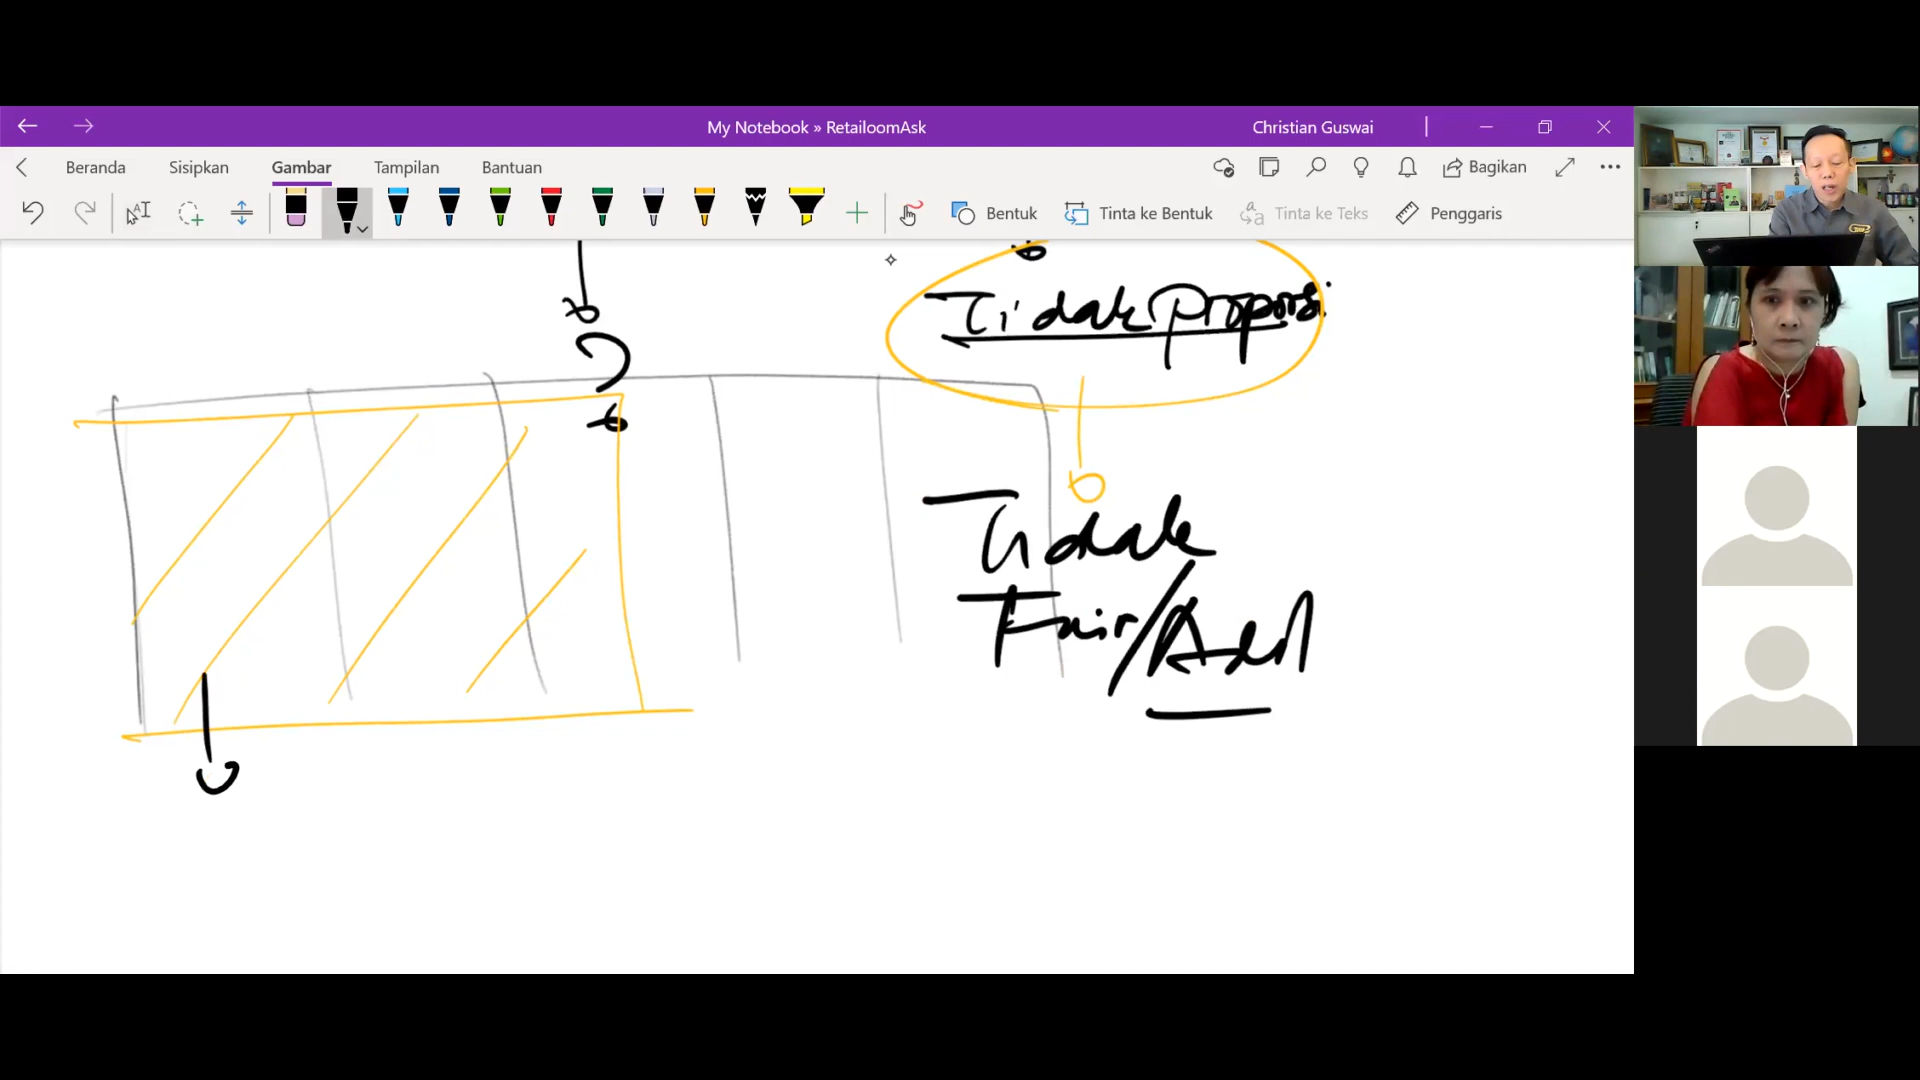 My Notebook » RetailoomAsk
Christian Guswai
Beranda Sisipkan Gambar Tampilan Bantuan
Bagikan
Bentuk
Tinta ke Bentuk
Tinta ke Teks
Penggaris
Tidak proporsi
Tidak
Fair/Adil